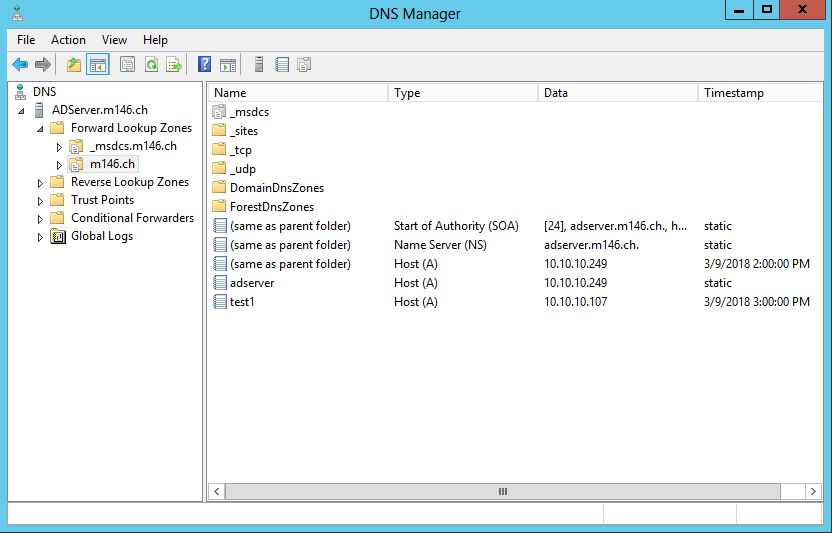 DNS Manager
File Action View Help
DNS
ADServer.m146.ch
Forward Lookup Zones
_msdcs.m146.ch
m146.ch
Reverse Lookup Zones
Trust Points
Conditional Forwarders
Global Logs
Name Type Data Timestamp
_msdcs
_sites
_tcp
_udp
DomainDnsZones
ForestDnsZones
(same as parent folder) Start of Authority (SOA) [24], adserver.m146.ch., h... static
(same as parent folder) Name Server (NS) adserver.m146.ch. static
(same as parent folder) Host (A) 10.10.10.249 3/9/2018 2:00:00 PM
adserver Host (A) 10.10.10.249 static
test1 Host (A) 10.10.10.107 3/9/2018 3:00:00 PM